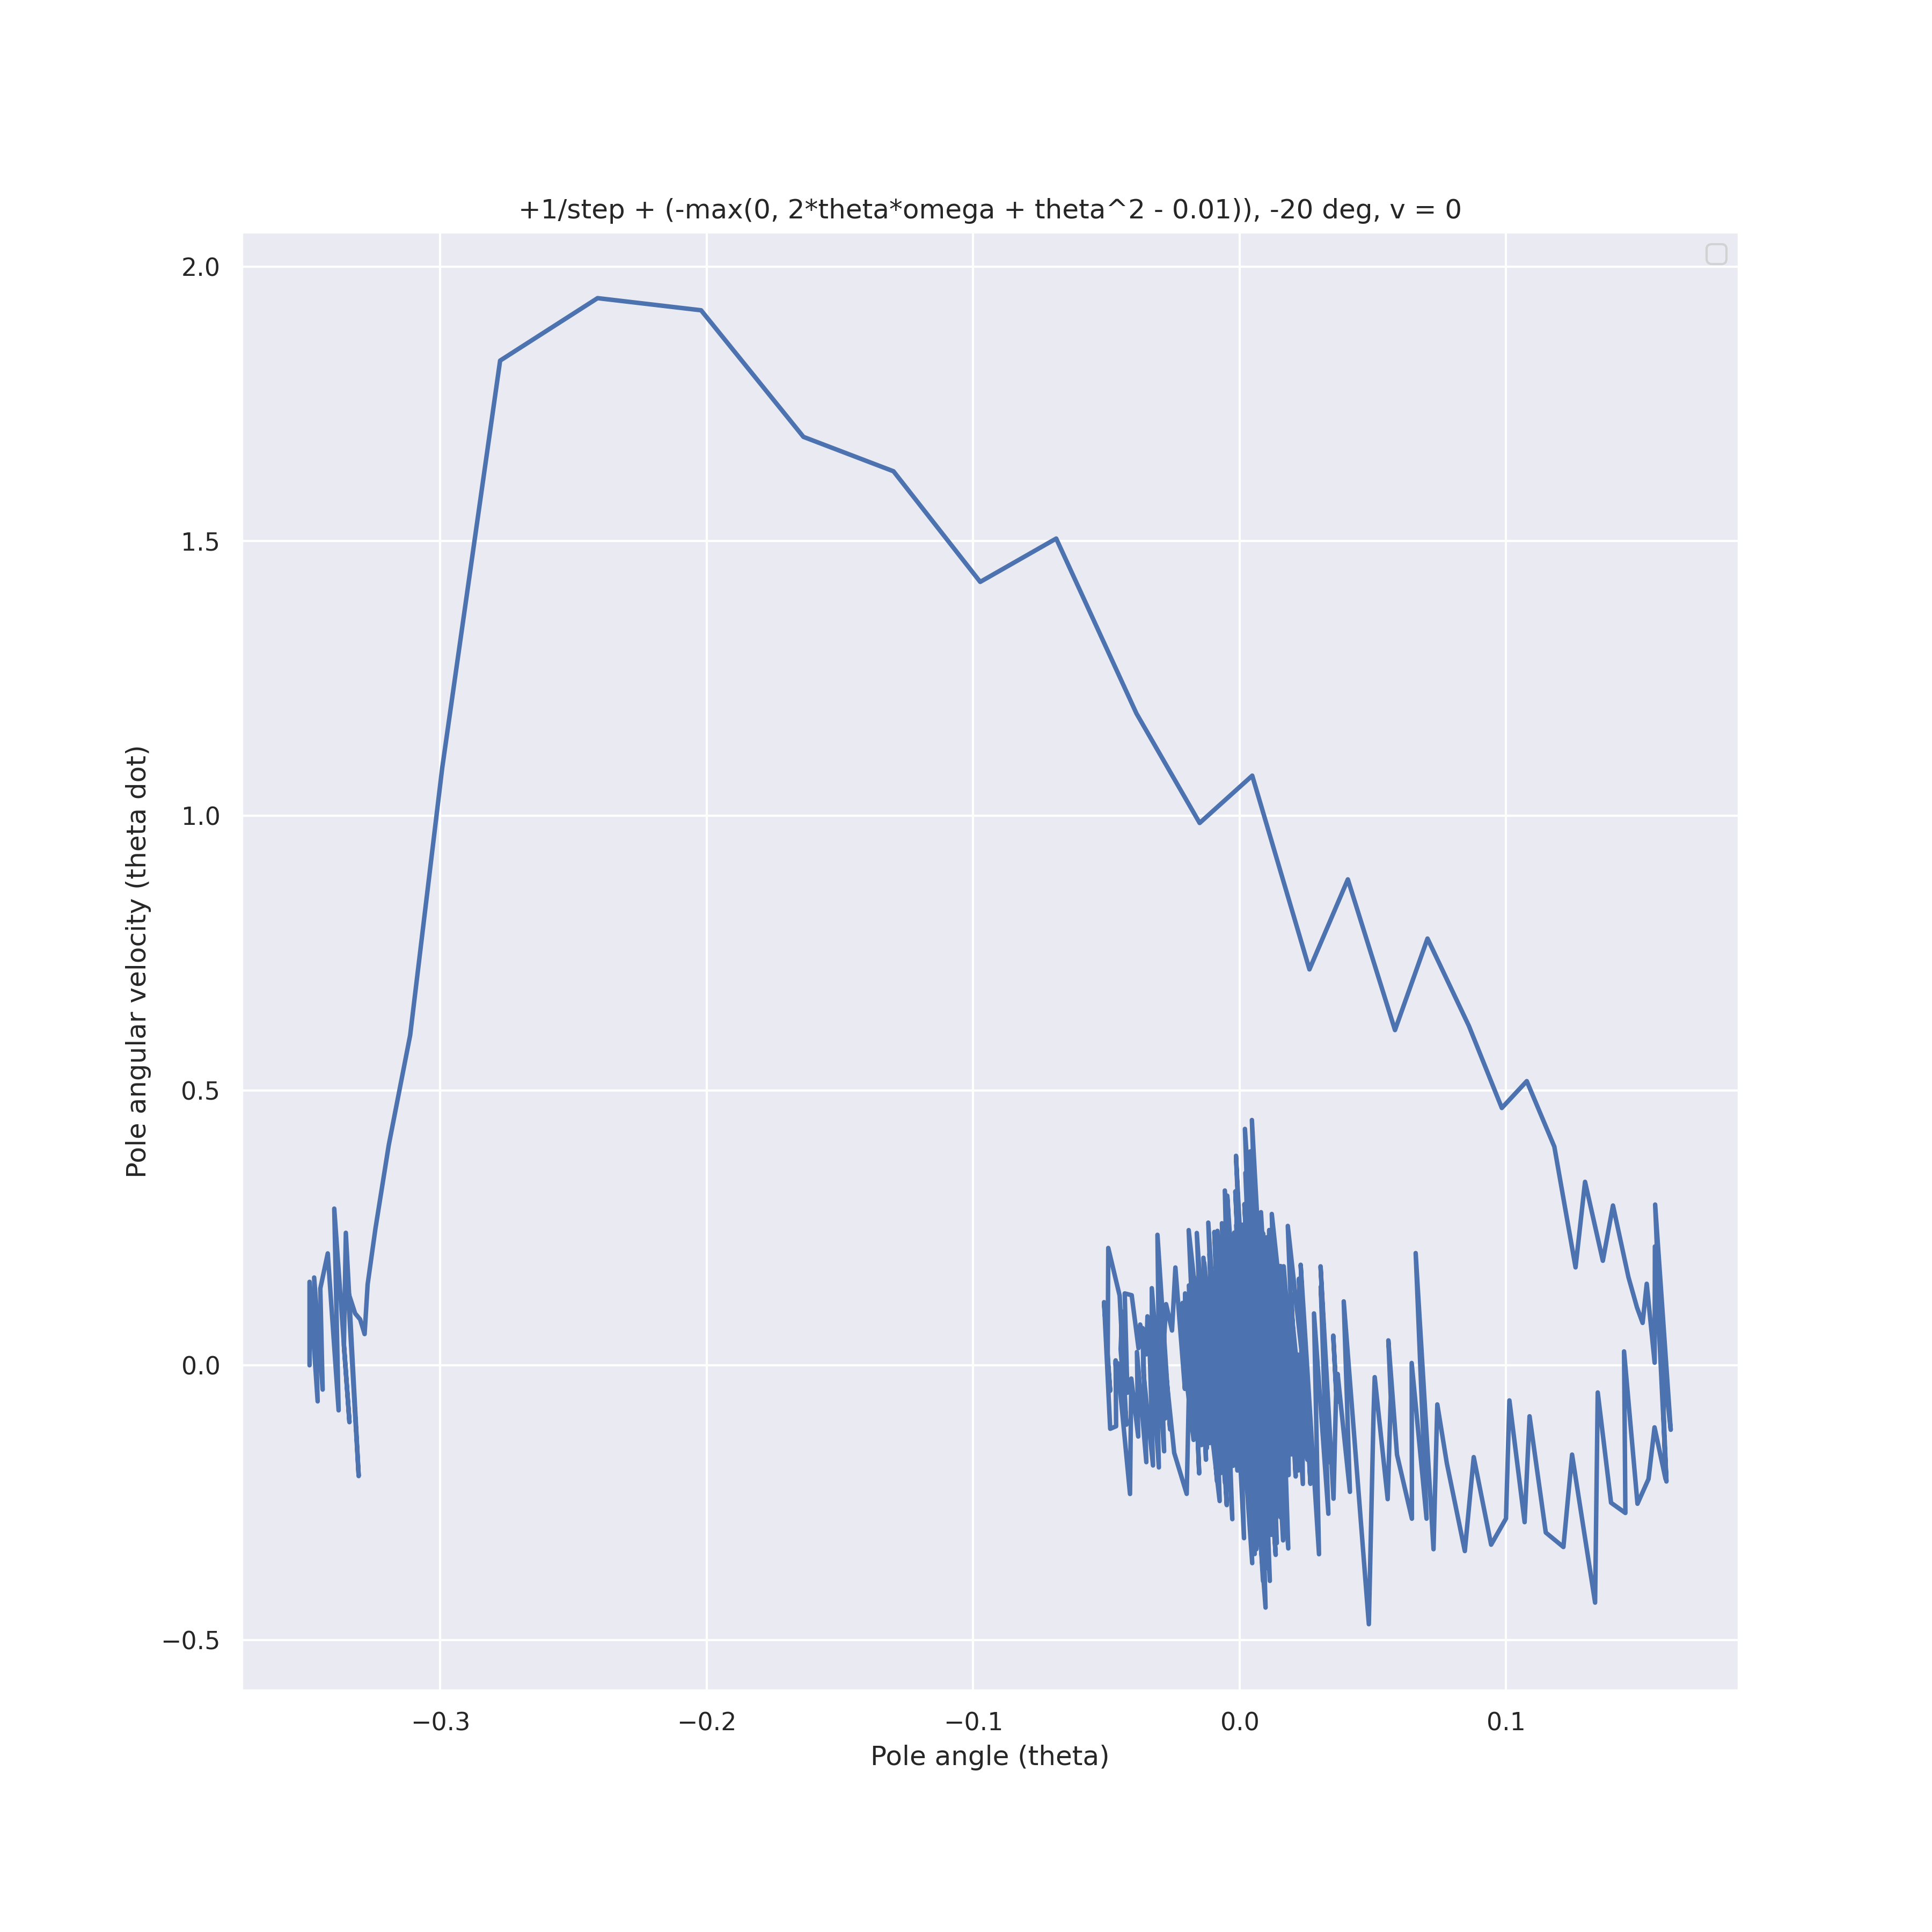 +1/step + (-max(0, 2*theta*omega + theta^2 - 0.01)), -20 deg, v = 0
2.0
1.5
1.0
0.5
0.0
−0.5
Pole angular velocity (theta dot)
−0.3 −0.2 −0.1 0.0 0.1
Pole angle (theta)